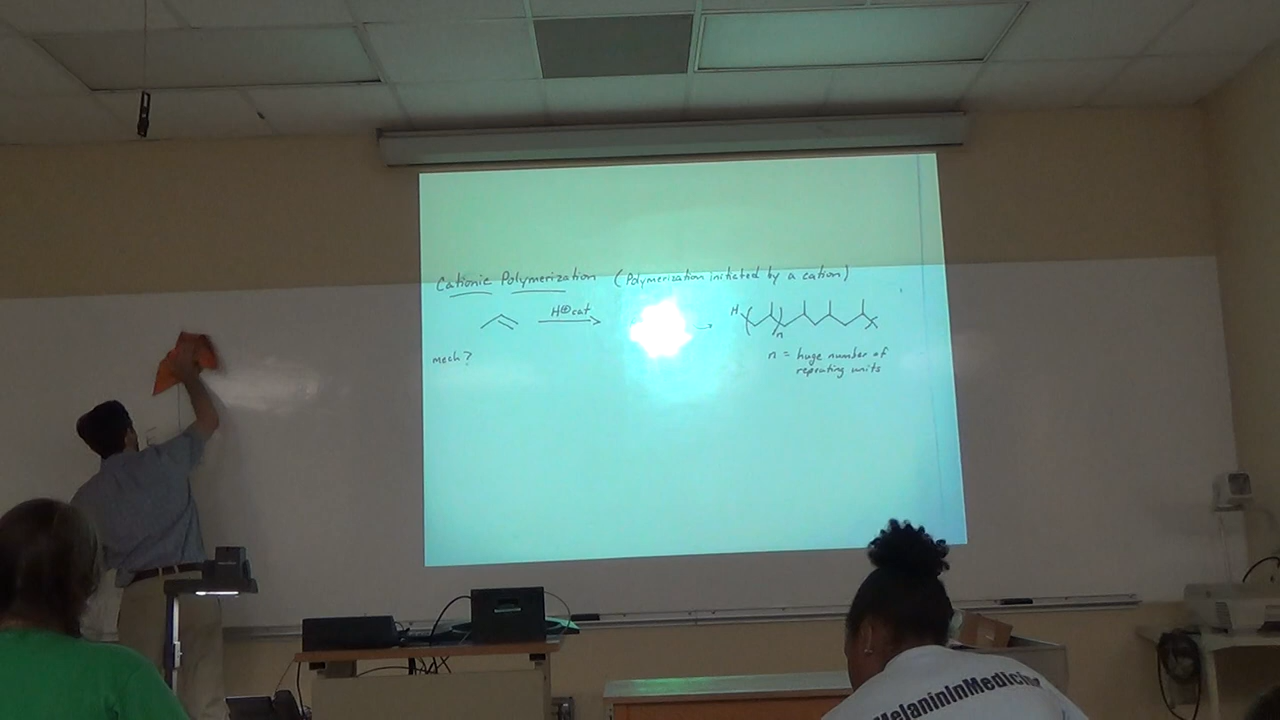 Cationic Polymerization (Polymerization initiated by a cation)
H⊕cat
H
n
mech?
n = huge number of
repeating units
MelaninInMedicine